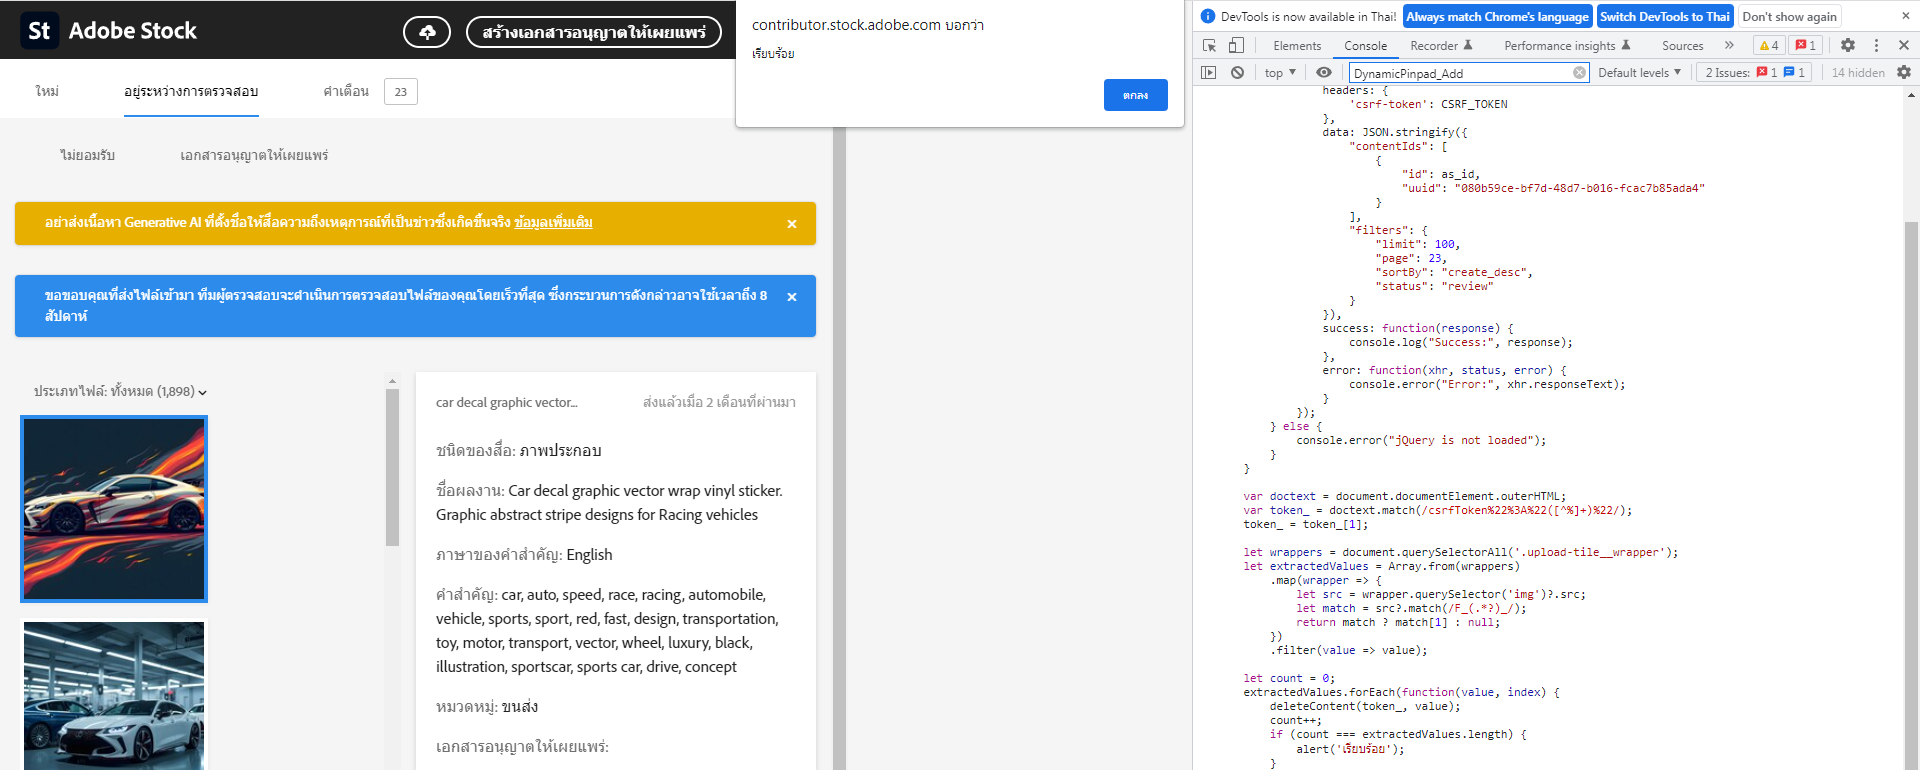 St Adobe Stock
สร้างเอกสารอนุญาตให้เผยแพร่
ใหม่
อยู่ระหว่างการตรวจสอบ
คำเตือน
23
ไม่ยอมรับ
เอกสารอนุญาตให้เผยแพร่
อย่าส่งเนื้อหา Generative AI ที่ตั้งชื่อให้สื่อความถึงเหตุการณ์ที่เป็นข่าวซึ่งเกิดขึ้นจริง ข้อมูลเพิ่มเติม
ขอขอบคุณที่ส่งไฟล์เข้ามา ทีมผู้ตรวจสอบจะดำเนินการตรวจสอบไฟล์ของคุณโดยเร็วที่สุด ซึ่งกระบวนการดังกล่าวอาจใช้เวลาถึง 8
สัปดาห์
ประเภทไฟล์: ทั้งหมด (1,898)
car decal graphic vector...
ส่งแล้วเมื่อ 2 เดือนที่ผ่านมา
ชนิดของสื่อ: ภาพประกอบ
ชื่อผลงาน: Car decal graphic vector wrap vinyl sticker.
Graphic abstract stripe designs for Racing vehicles
ภาษาของคำสำคัญ: English
คำสำคัญ: car, auto, speed, race, racing, automobile,
vehicle, sports, sport, red, fast, design, transportation,
toy, motor, transport, vector, wheel, luxury, black,
illustration, sportscar, sports car, drive, concept
หมวดหมู่: ขนส่ง
เอกสารอนุญาตให้เผยแพร่:
contributor.stock.adobe.com บอกว่า
เรียบร้อย
ตกลง
DevTools is now available in Thai!
Always match Chrome's language
Switch DevTools to Thai
Don't show again
Elements
Console
Recorder
Performance insights
Sources
4
1
top
DynamicPinpad_Add
Default levels
2 Issues: 1 1
14 hidden
headers: {
'csrf-token': CSRF_TOKEN
},
data: JSON.stringify({
"contentIds": [
{
"id": as_id,
"uuid": "080b59ce-bf7d-48d7-b016-fcac7b85ada4"
}
],
"filters": {
"limit": 100,
"page": 23,
"sortBy": "create_desc",
"status": "review"
}
}),
success: function(response) {
console.log("Success:", response);
},
error: function(xhr, status, error) {
console.error("Error:", xhr.responseText);
}
});
} else {
console.error("jQuery is not loaded");
}
}
var doctext = document.documentElement.outerHTML;
var token_ = doctext.match(/csrfToken%22%3A%22([^%]+)%22/);
token_ = token_[1];
let wrappers = document.querySelectorAll('.upload-tile__wrapper');
let extractedValues = Array.from(wrappers)
.map(wrapper => {
let src = wrapper.querySelector('img')?.src;
let match = src?.match(/F_(.*?)_/);
return match ? match[1] : null;
})
.filter(value => value);
let count = 0;
extractedValues.forEach(function(value, index) {
deleteContent(token_, value);
count++;
if (count === extractedValues.length) {
alert('เรียบร้อย');
}